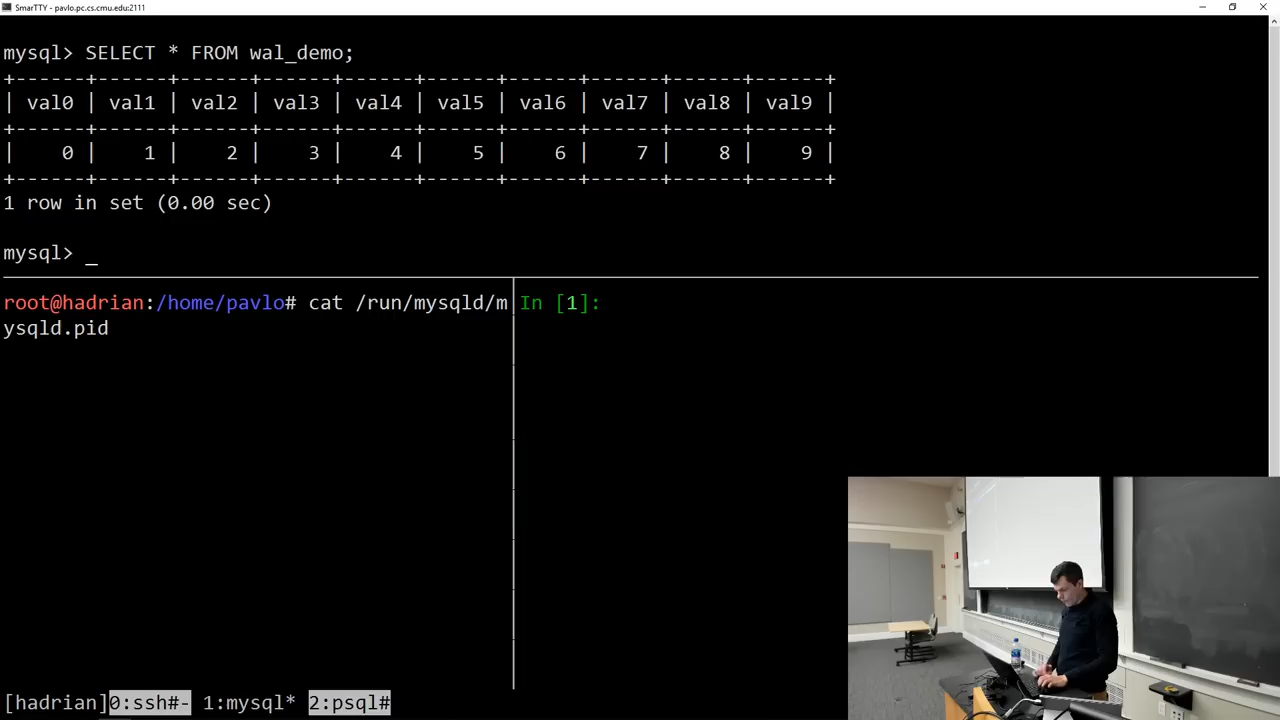 SmarTTY - pavlo.pc.cs.cmu.edu:2111
mysql> SELECT * FROM wal_demo;
+------+------+------+------+------+------+------+------+------+------+
| val0 | val1 | val2 | val3 | val4 | val5 | val6 | val7 | val8 | val9 |
+------+------+------+------+------+------+------+------+------+------+
|    0 |    1 |    2 |    3 |    4 |    5 |    6 |    7 |    8 |    9 |
+------+------+------+------+------+------+------+------+------+------+
1 row in set (0.00 sec)
mysql> _
root@hadrian:/home/pavlo# cat /run/mysqld/m
ysqld.pid
In [1]:
[hadrian]0:ssh#- 1:mysql* 2:psql#